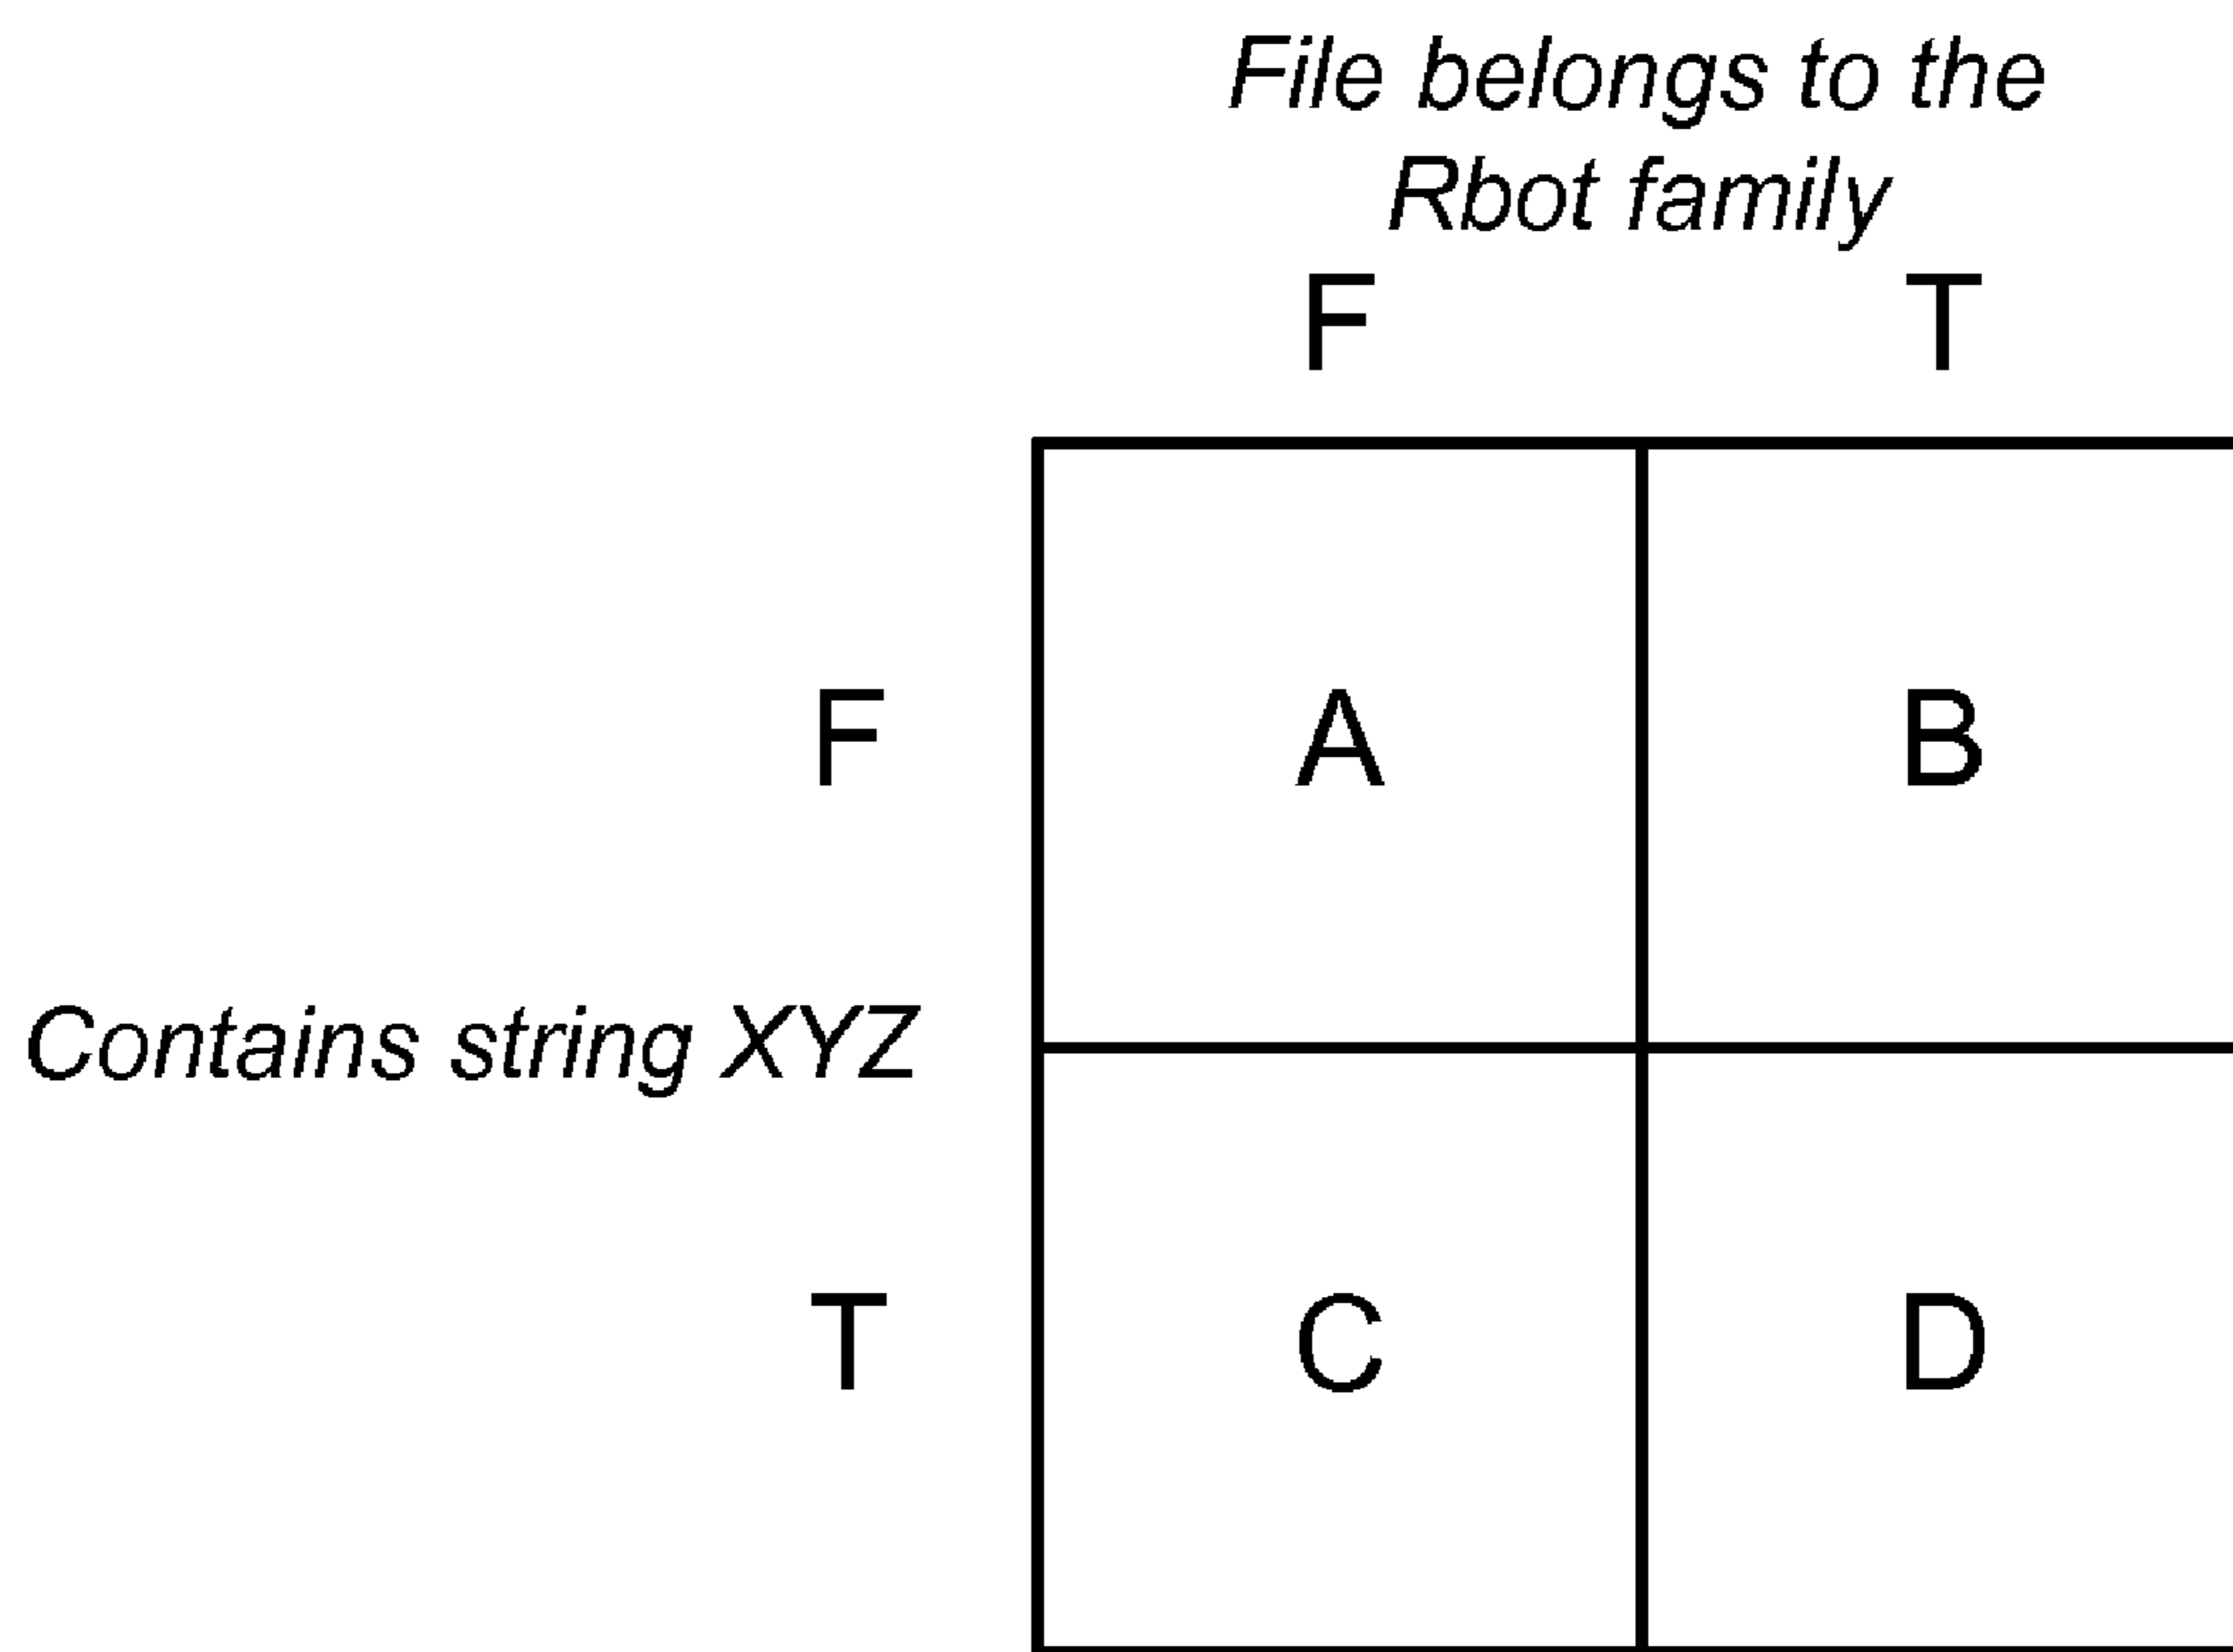 File belongs to the
Rbot family
F T
F A B
Contains string XYZ
T C D